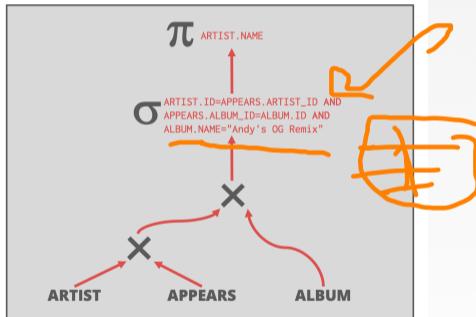 π ARTIST.NAME
σ ARTIST.ID=APPEARS.ARTIST_ID AND
APPEARS.ALBUM_ID=ALBUM.ID AND
ALBUM.NAME="Andy's OG Remix"
×
×
ARTIST APPEARS ALBUM